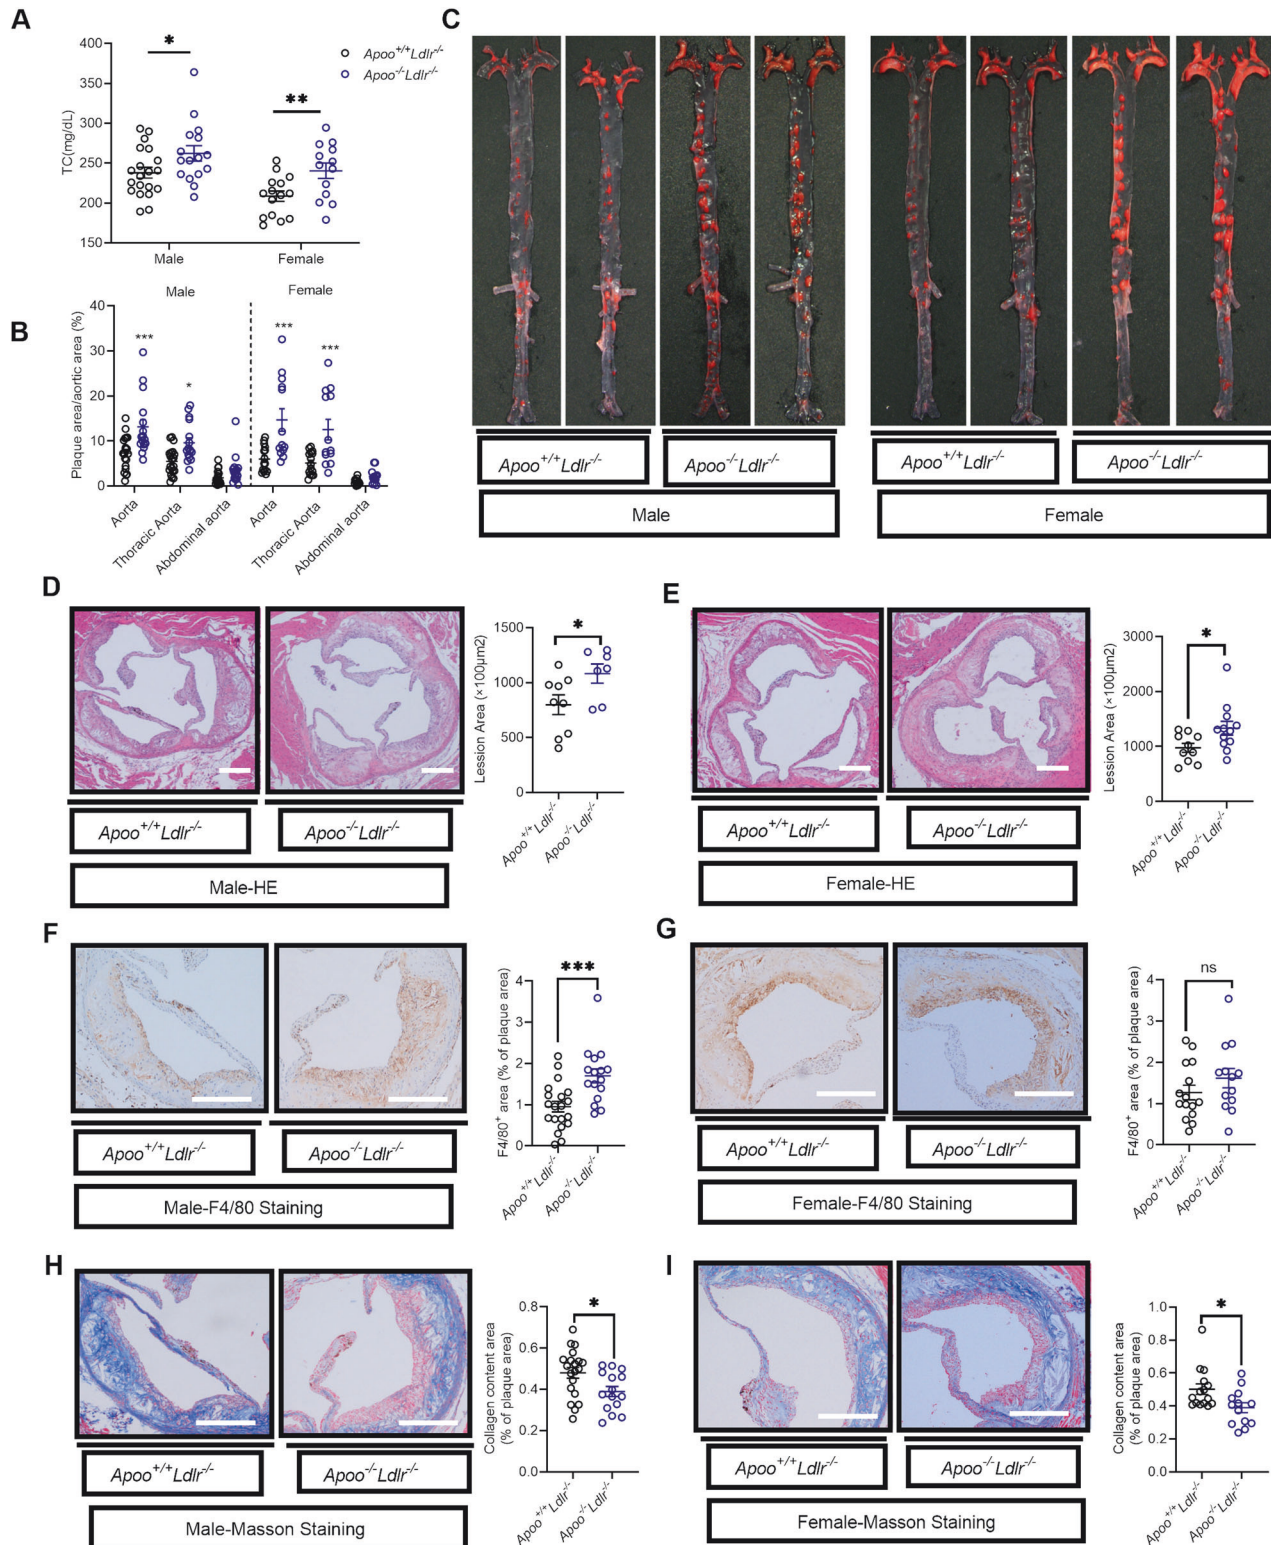 A
TC(mg/dL)
400
350
300
250
200
150
*
**
Apoo+/+Ldlr-/-
Apoo-/-Ldlr-/-
Male
Female
B
Male
Female
Plaque area/aortic area (%)
40
30
20
10
0
***
*
***
***
Aorta
Thoracic Aorta
Abdominal aorta
Aorta
Thoracic Aorta
Abdominal aorta
C
Apoo+/+Ldlr-/-
Apoo-/-Ldlr-/-
Male
Apoo+/+Ldlr-/-
Apoo-/-Ldlr-/-
Female
D
Apoo+/+Ldlr-/-
Apoo-/-Ldlr-/-
Male-HE
Lession Area (×100μm2)
1500
1000
500
0
*
Apoo+/+Ldlr-/-
Apoo-/-Ldlr-/-
E
Apoo+/+Ldlr-/-
Apoo-/-Ldlr-/-
Female-HE
Lession Area (×100μm2)
3000
2000
1000
0
*
Apoo+/+Ldlr-/-
Apoo-/-Ldlr-/-
F
Apoo+/+Ldlr-/-
Apoo-/-Ldlr-/-
Male-F4/80 Staining
F4/80+ area (% of plaque area)
4
3
2
1
0
***
Apoo+/+Ldlr-/-
Apoo-/-Ldlr-/-
G
Apoo+/+Ldlr-/-
Apoo-/-Ldlr-/-
Female-F4/80 Staining
F4/80+ area (% of plaque area)
4
3
2
1
0
ns
Apoo+/+Ldlr-/-
Apoo-/-Ldlr-/-
H
Apoo+/+Ldlr-/-
Apoo-/-Ldlr-/-
Male-Masson Staining
Collagen content area
(% of plaque area)
0.8
0.6
0.4
0.2
0.0
*
Apoo+/+Ldlr-/-
Apoo-/-Ldlr-/-
I
Apoo+/+Ldlr-/-
Apoo-/-Ldlr-/-
Female-Masson Staining
Collagen content area
(% of plaque area)
1.0
0.8
0.6
0.4
0.2
0.0
*
Apoo+/+Ldlr-/-
Apoo-/-Ldlr-/-